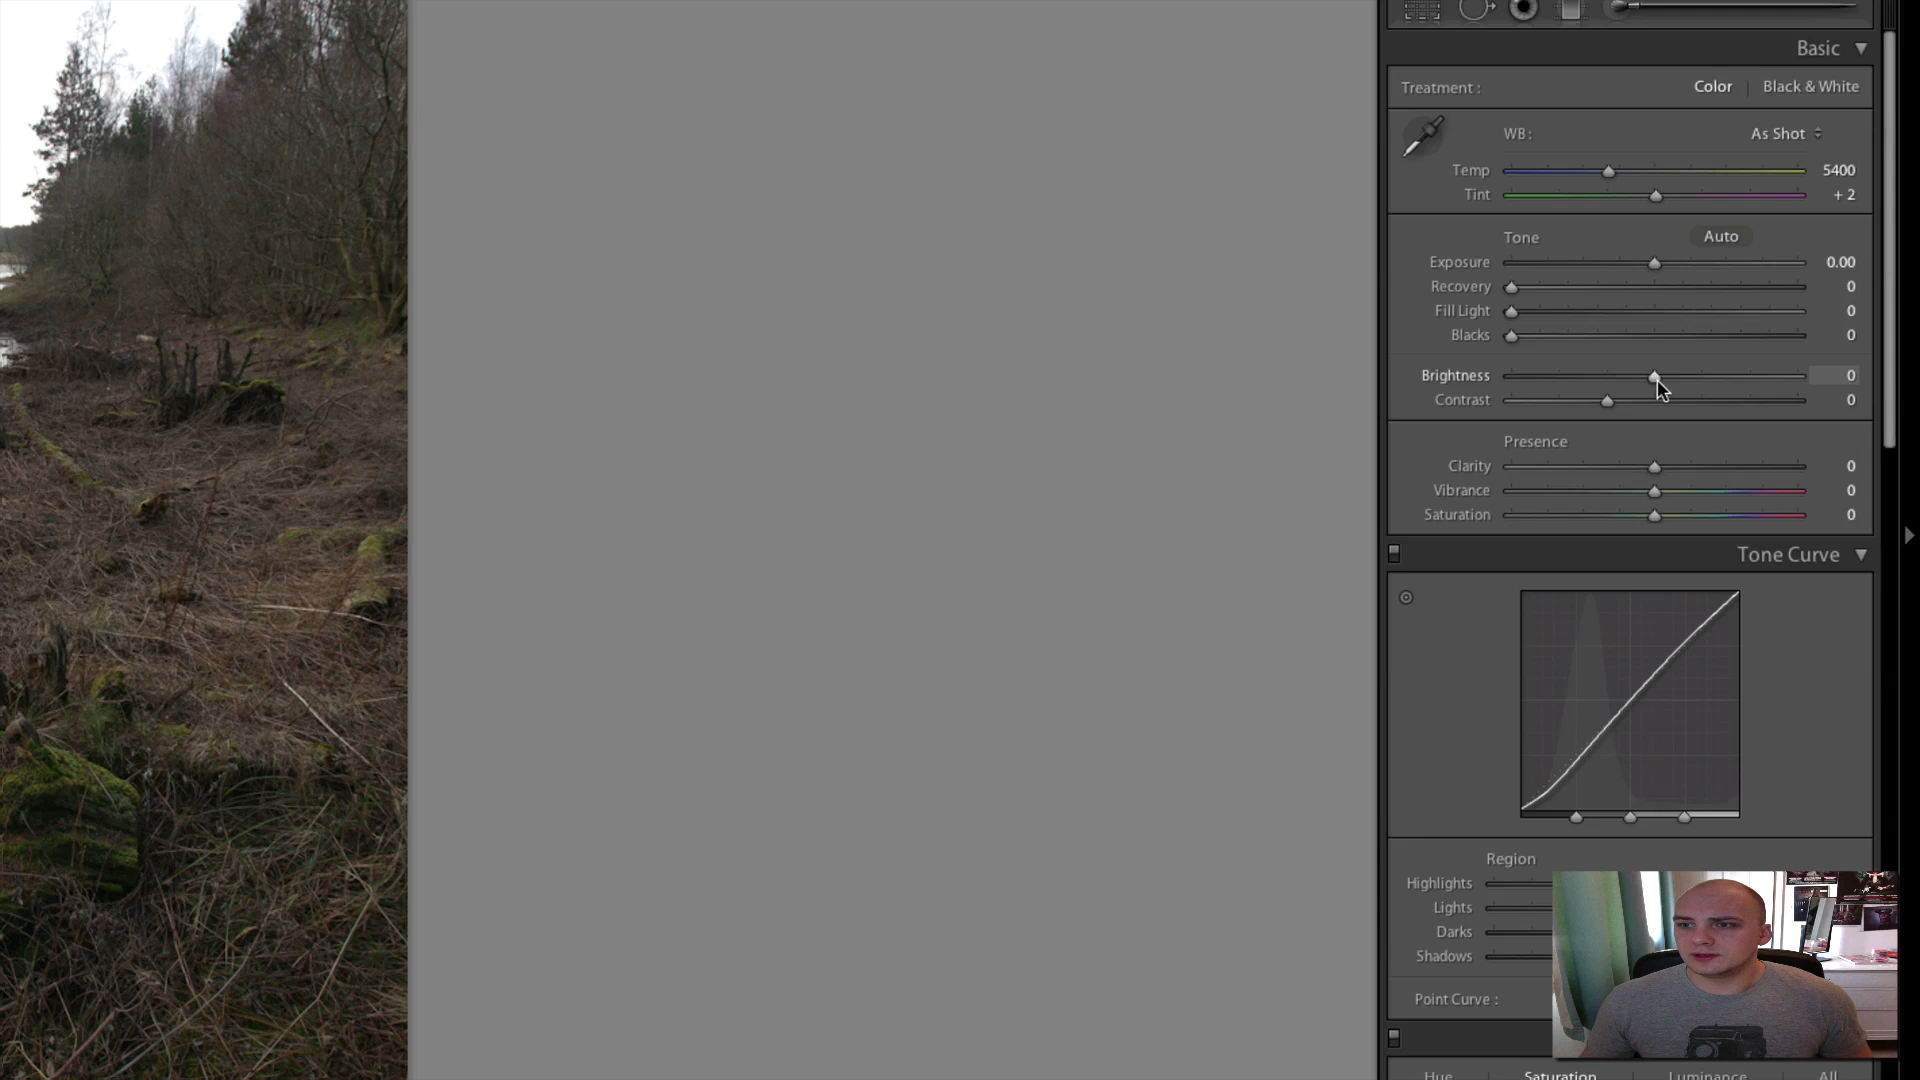 Basic
Treatment : Color Black & White
WB: As Shot
Temp 5400
Tint + 2
Tone Auto
Exposure 0.00
Recovery 0
Fill Light 0
Blacks 0
Brightness 0
Contrast 0
Presence
Clarity 0
Vibrance 0
Saturation 0
Tone Curve
Region
Highlights
Lights
Darks
Shadows
Point Curve :
Hue Saturation Luminance All